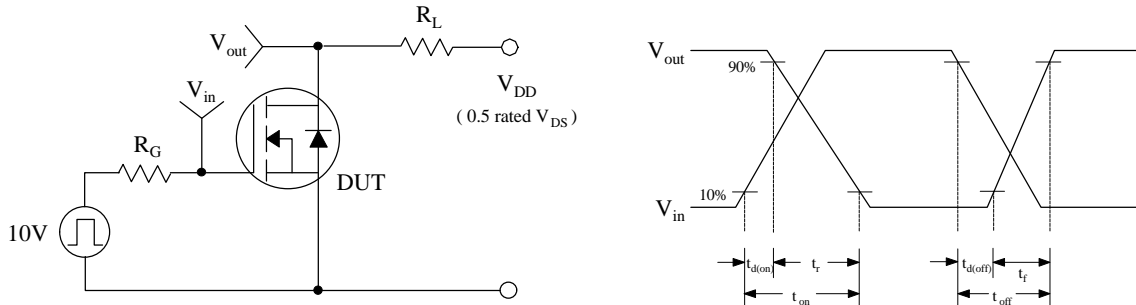 R_L
V_out
V_in
V_DD
( 0.5 rated V_DS )
R_G
DUT
10V
V_out
90%
10%
V_in
t_d(on)
t_r
t_on
t_d(off)
t_f
t_off